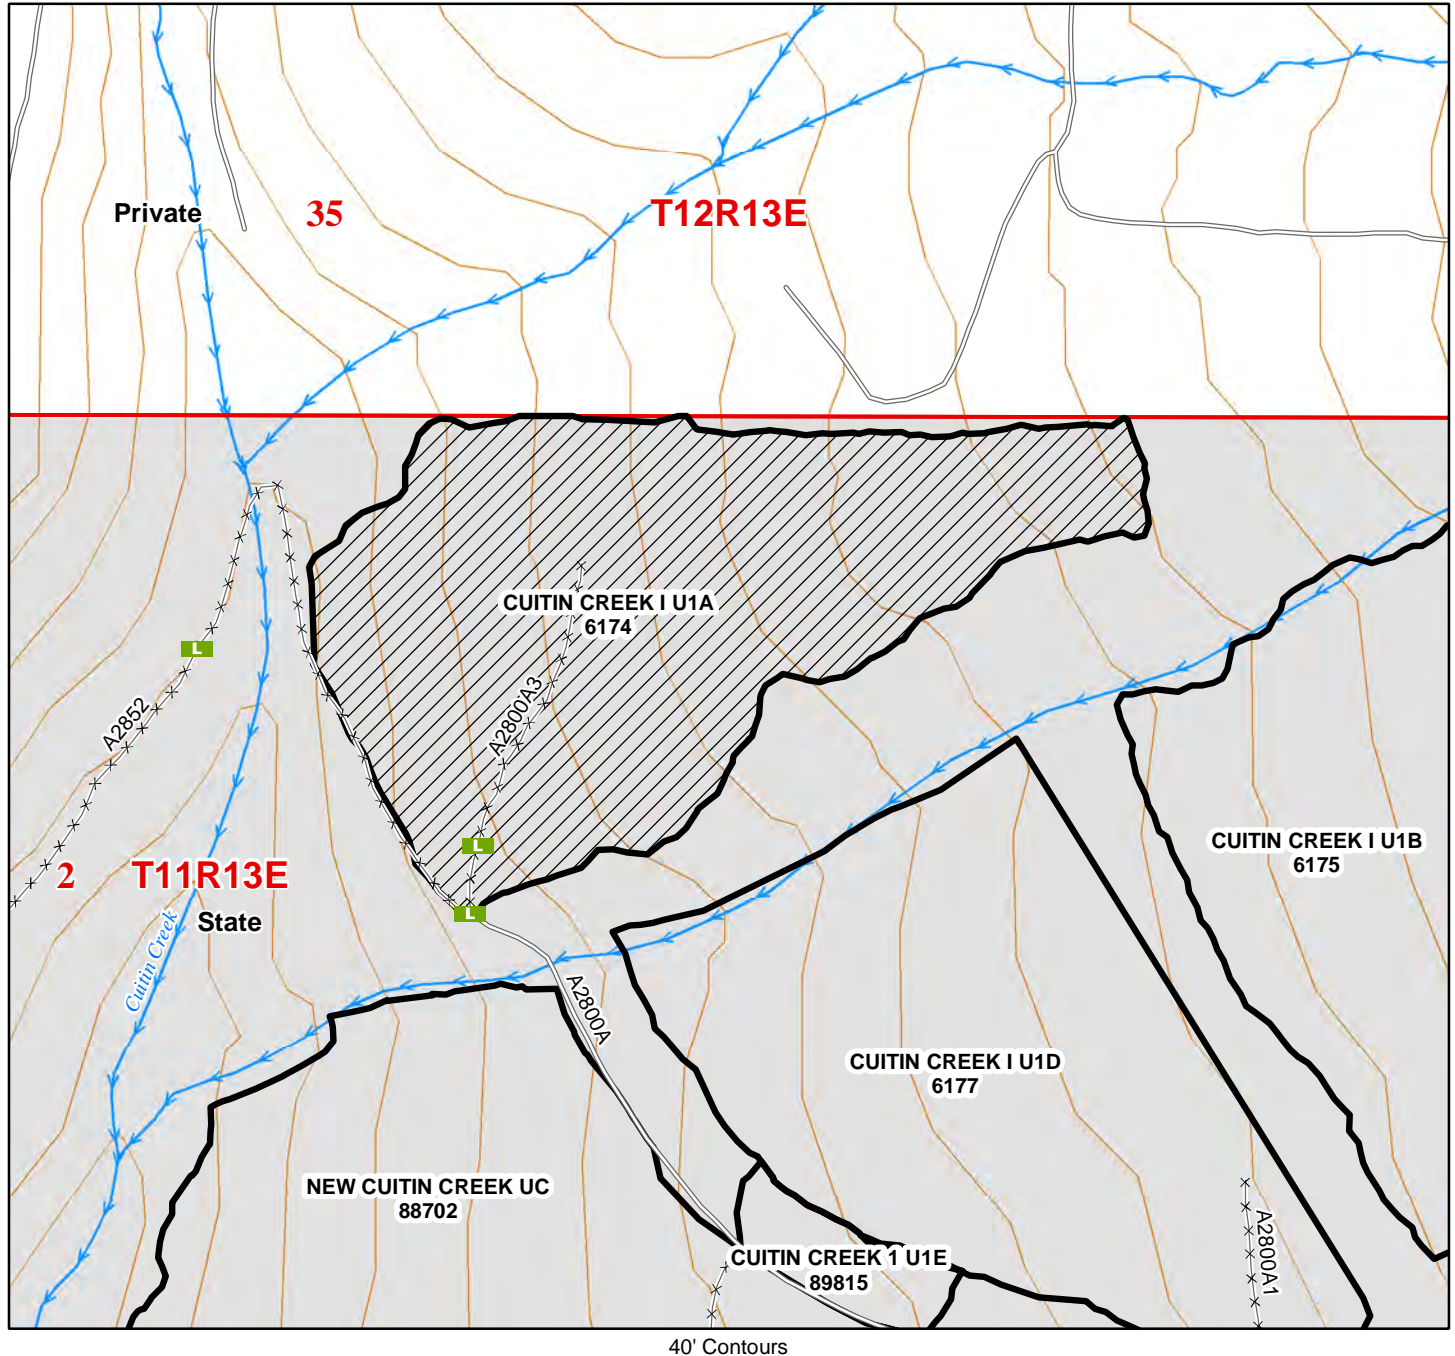 Private
35
T12R13E
CUITIN CREEK I U1A
6174
L
A2852
A2800A3
L
CUITIN CREEK I U1B
6175
2
T11R13E
State
L
Cuitin Creek
A2800A
CUITIN CREEK I U1D
6177
NEW CUITIN CREEK UC
88702
A2800A1
CUITIN CREEK 1 U1E
89815
40' Contours